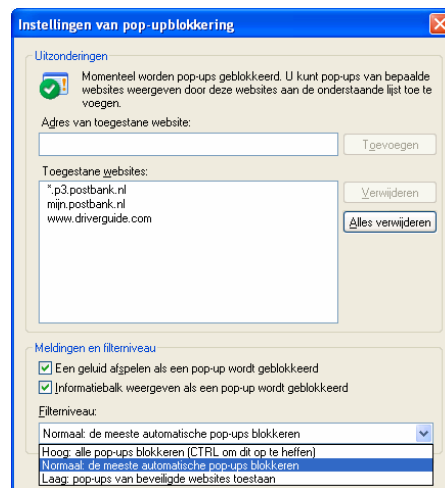 Instellingen van pop-upblokkering
Uitzonderingen
Momenteel worden pop-ups geblokkeerd. U kunt pop-ups van bepaalde
websites weergeven door deze websites aan de onderstaande lijst toe te
voegen.
Adres van toegestane website:
Toevoegen
Toegestane websites:
*.p3.postbank.nl
mijn.postbank.nl
www.driverguide.com
Verwijderen
Alles verwijderen
Meldingen en filterniveau
Een geluid afspelen als een pop-up wordt geblokkeerd
Informatiebalk weergeven als een pop-up wordt geblokkeerd
Filterniveau:
Normaal: de meeste automatische pop-ups blokkeren
Hoog: alle pop-ups blokkeren (CTRL om dit op te heffen)
Normaal: de meeste automatische pop-ups blokkeren
Laag: pop-ups van beveiligde websites toestaan